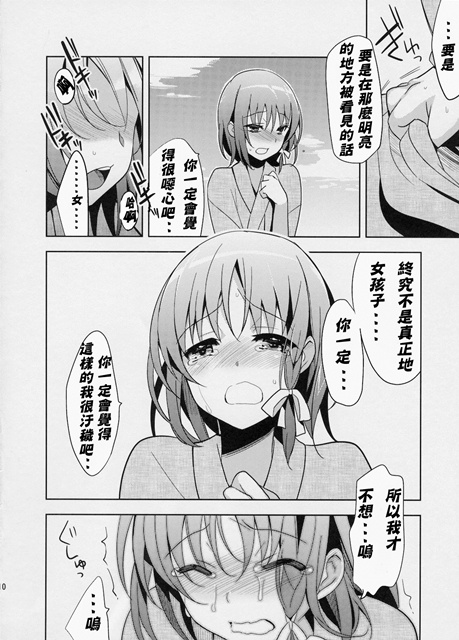 ...要是
要是在那麼明亮
的地方被看見的話
你一定會覺
得很噁心吧..
啊
......女...
哈啊
終究不是真正地
女孩子....
你一定...
你一定會覺得
這樣的我很汙穢吧..
所以我才
不想...嗚
...嗚